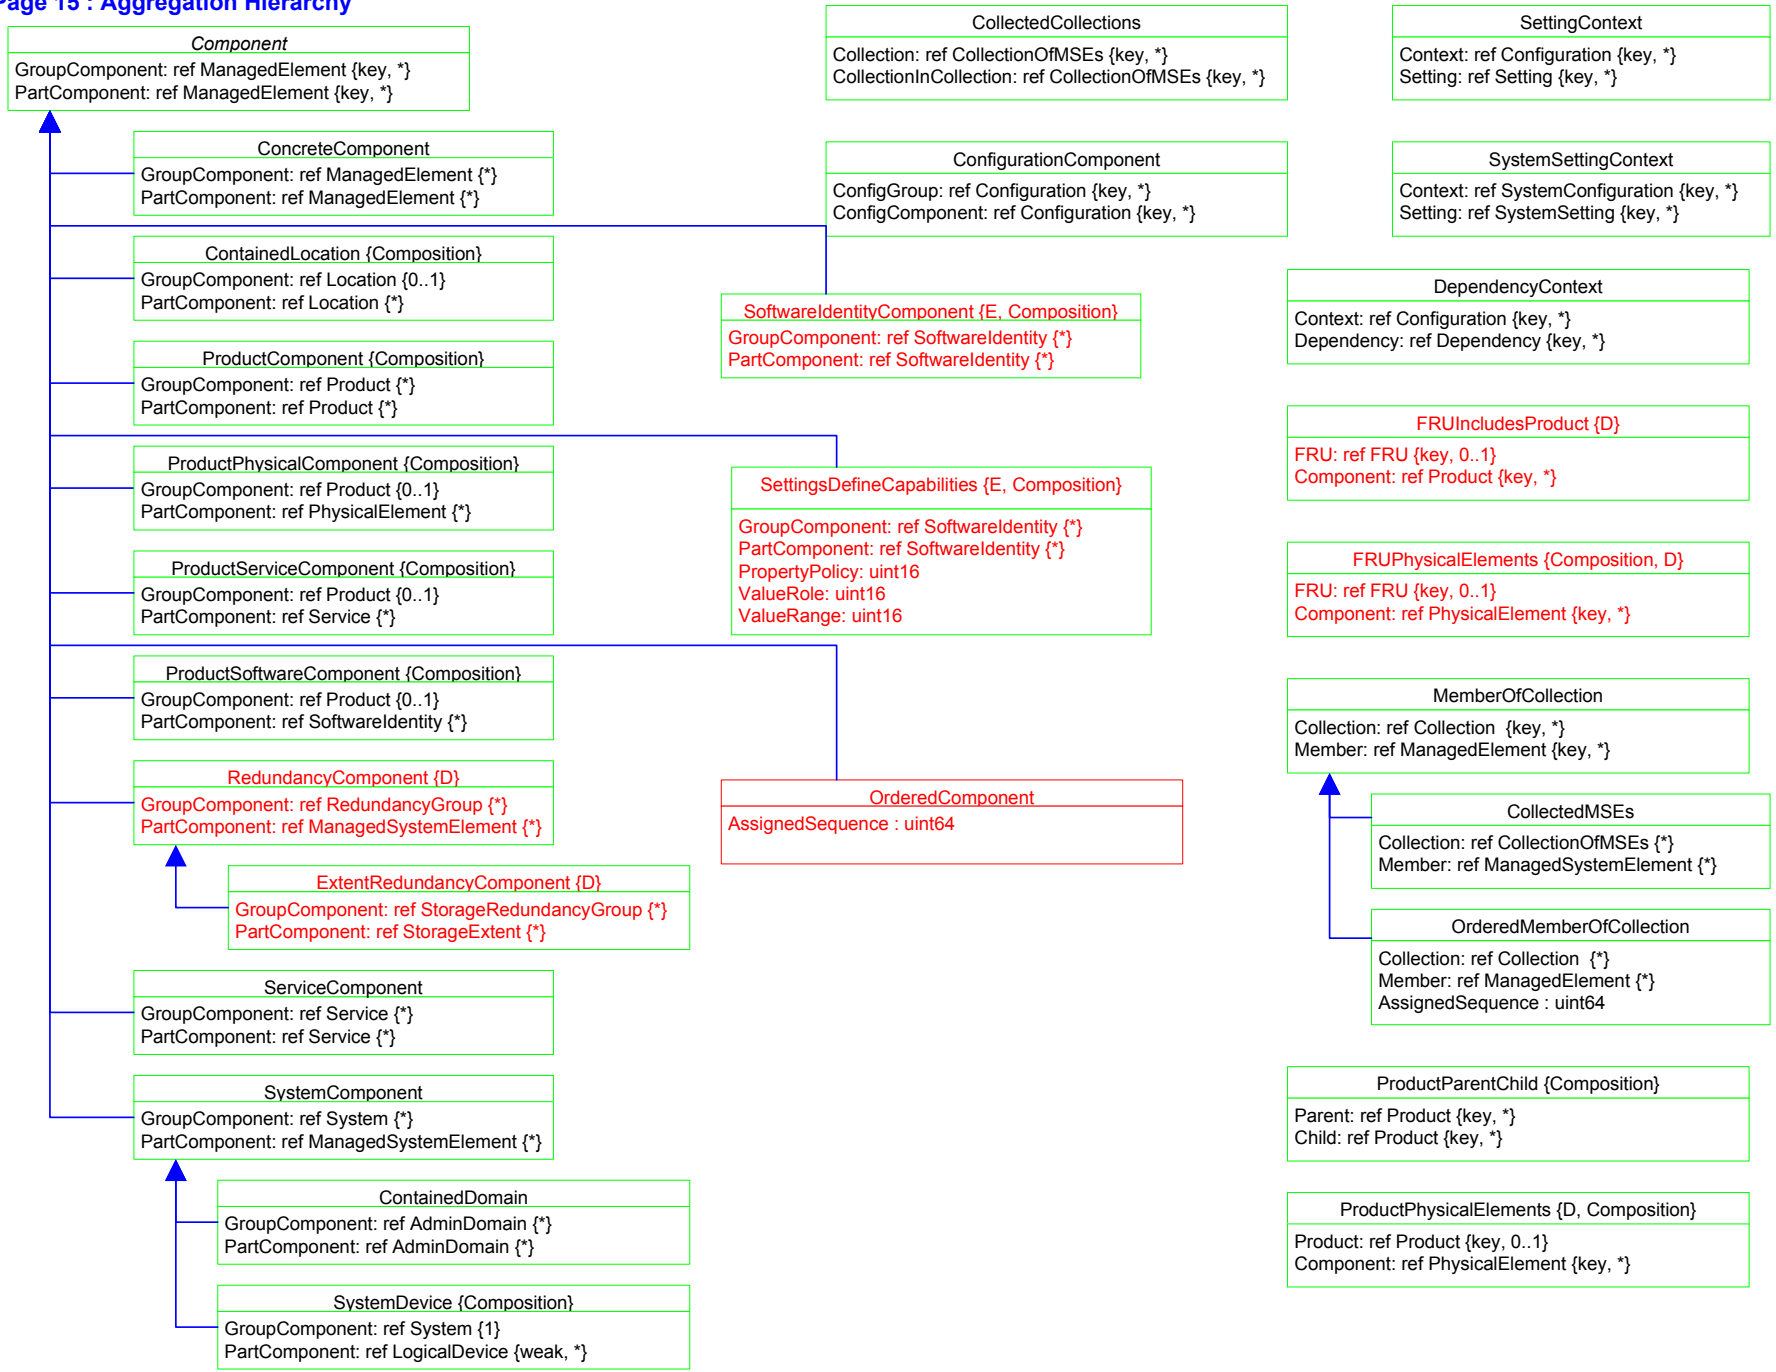 Page 15 : Aggregation Hierarchy
Component
GroupComponent: ref ManagedElement {key, *}
PartComponent: ref ManagedElement {key, *}
ConcreteComponent
GroupComponent: ref ManagedElement {*}
PartComponent: ref ManagedElement {*}
ContainedLocation {Composition}
GroupComponent: ref Location {0..1}
PartComponent: ref Location {*}
ProductComponent {Composition}
GroupComponent: ref Product {*}
PartComponent: ref Product {*}
ProductPhysicalComponent {Composition}
GroupComponent: ref Product {0..1}
PartComponent: ref PhysicalElement {*}
ProductServiceComponent {Composition}
GroupComponent: ref Product {0..1}
PartComponent: ref Service {*}
ProductSoftwareComponent {Composition}
GroupComponent: ref Product {0..1}
PartComponent: ref SoftwareIdentity {*}
RedundancyComponent {D}
GroupComponent: ref RedundancyGroup {*}
PartComponent: ref ManagedSystemElement {*}
ExtentRedundancyComponent {D}
GroupComponent: ref StorageRedundancyGroup {*}
PartComponent: ref StorageExtent {*}
ServiceComponent
GroupComponent: ref Service {*}
PartComponent: ref Service {*}
SystemComponent
GroupComponent: ref System {*}
PartComponent: ref ManagedSystemElement {*}
ContainedDomain
GroupComponent: ref AdminDomain {*}
PartComponent: ref AdminDomain {*}
SystemDevice {Composition}
GroupComponent: ref System {1}
PartComponent: ref LogicalDevice {weak, *}
CollectedCollections
Collection: ref CollectionOfMSEs {key, *}
CollectionInCollection: ref CollectionOfMSEs {key, *}
ConfigurationComponent
ConfigGroup: ref Configuration {key, *}
ConfigComponent: ref Configuration {key, *}
SoftwareIdentityComponent {E, Composition}
GroupComponent: ref SoftwareIdentity {*}
PartComponent: ref SoftwareIdentity {*}
SettingsDefineCapabilities {E, Composition}
GroupComponent: ref SoftwareIdentity {*}
PartComponent: ref SoftwareIdentity {*}
PropertyPolicy: uint16
ValueRole: uint16
ValueRange: uint16
OrderedComponent
AssignedSequence : uint64
SettingContext
Context: ref Configuration {key, *}
Setting: ref Setting {key, *}
SystemSettingContext
Context: ref SystemConfiguration {key, *}
Setting: ref SystemSetting {key, *}
DependencyContext
Context: ref Configuration {key, *}
Dependency: ref Dependency {key, *}
FRUIncludesProduct {D}
FRU: ref FRU {key, 0..1}
Component: ref Product {key, *}
FRUPhysicalElements {Composition, D}
FRU: ref FRU {key, 0..1}
Component: ref PhysicalElement {key, *}
MemberOfCollection
Collection: ref Collection {key, *}
Member: ref ManagedElement {key, *}
CollectedMSEs
Collection: ref CollectionOfMSEs {*}
Member: ref ManagedSystemElement {*}
OrderedMemberOfCollection
Collection: ref Collection {*}
Member: ref ManagedElement {*}
AssignedSequence : uint64
ProductParentChild {Composition}
Parent: ref Product {key, *}
Child: ref Product {key, *}
ProductPhysicalElements {D, Composition}
Product: ref Product {key, 0..1}
Component: ref PhysicalElement {key, *}